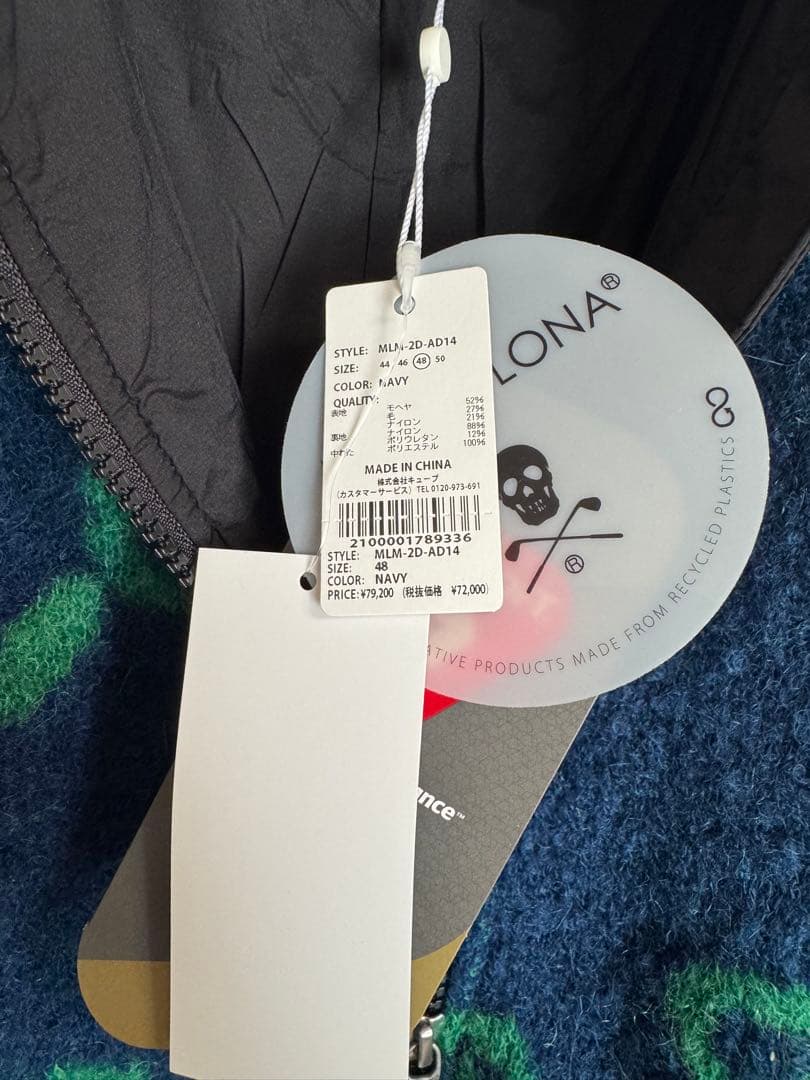 STYLE: MLM-2D-AD14
SIZE: 44 46 48 50
COLOR: NAVY
QUALITY:
表地 モヘヤ 52%
毛 27%
ナイロン 21%
裏地 ナイロン 88%
ポリウレタン 12%
中わた ポリエステル 100%
MADE IN CHINA
株式会社キューブ
(カスタマーサービス) TEL 0120-973-691
2100001789336
STYLE: MLM-2D-AD14
SIZE: 48
COLOR: NAVY
PRICE: ¥79,200 (税抜価格 ¥72,000)
LONA®
®
ATIVE PRODUCTS MADE FROM RECYCLED PLASTICS
ance™